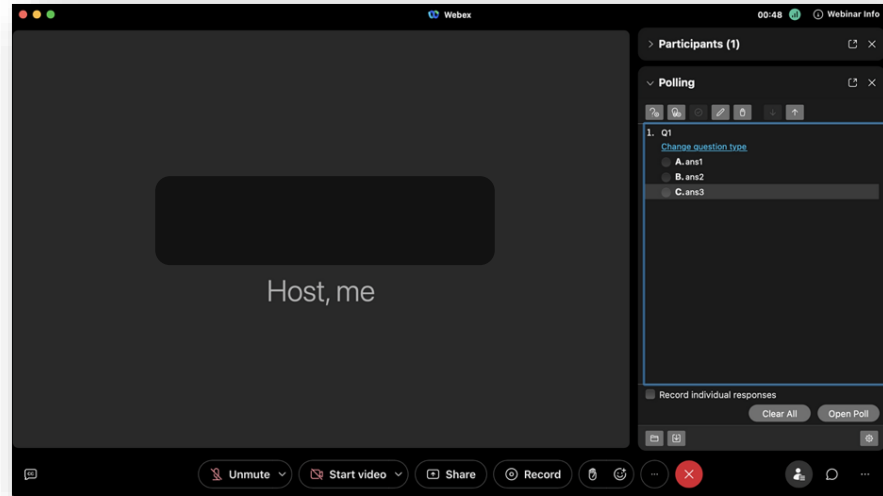 Webex
00:48 Webinar Info
Participants (1)
Polling
1. Q1
Change question type
A. ans1
B. ans2
C. ans3
Host, me
Record individual responses
Clear All Open Poll
CC Unmute Start video Share Record